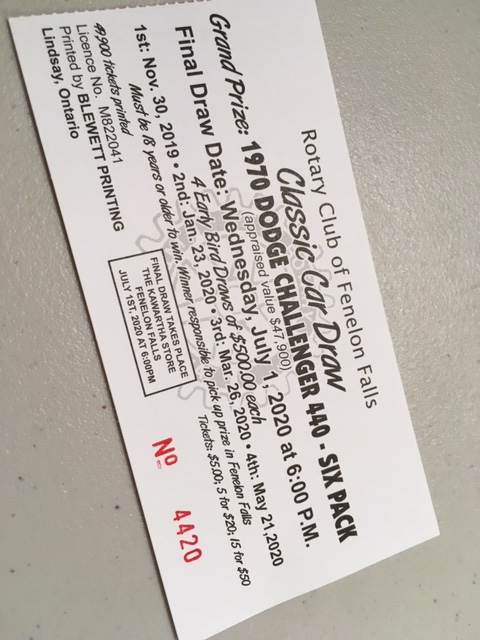 Rotary Club of Fenelon Falls
Classic Car Draw
Grand Prize: 1970 DODGE CHALLENGER 440 - SIX PACK
(appraised value $47,900)
Final Draw Date: Wednesday, July 1, 2020 at 6:00 P.M.
4 Early Bird Draws of $500.00 each
1st: Nov. 30, 2019 • 2nd: Jan. 23, 2020 • 3rd: Mar. 26, 2020 • 4th: May 21, 2020
Must be 18 years or older to win. Winner responsible to pick up prize in Fenelon Falls
Tickets: $5.00; 5 for $20; 15 for $50
49,900 tickets printed
Licence No. M822041
Printed by BLEWETT PRINTING
Lindsay, Ontario
FINAL DRAW TAKES PLACE
THE KAWARTHA STORE
FENELON FALLS
JULY 1ST, 2020 AT 6:00PM
No 4420